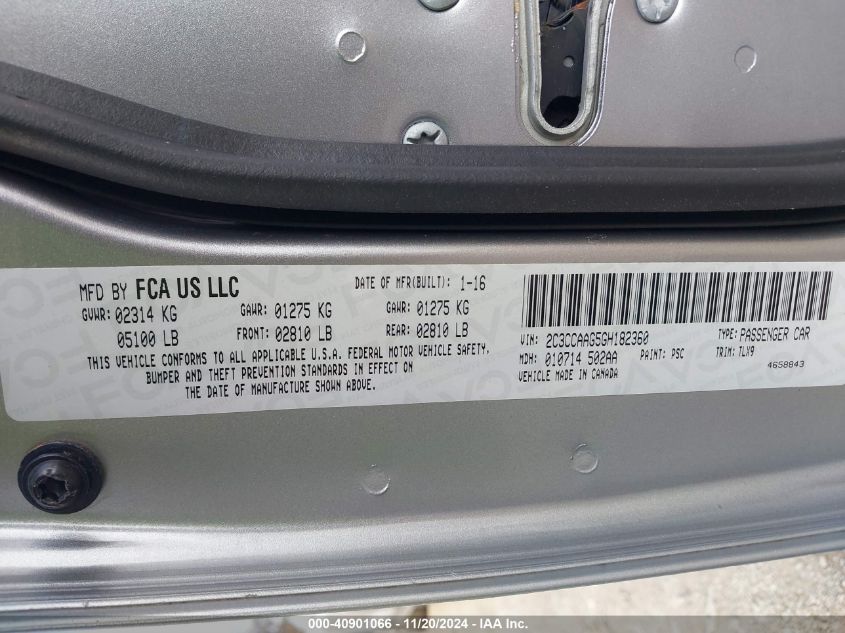 MFD BY FCA US LLC DATE OF MFR(BUILT): 1-16
GVWR: 02314 KG GAWR: 01275 KG GAWR: 01275 KG
05100 LB FRONT: 02810 LB REAR: 02810 LB
THIS VEHICLE CONFORMS TO ALL APPLICABLE U.S.A. FEDERAL MOTOR VEHICLE SAFETY,
BUMPER AND THEFT PREVENTION STANDARDS IN EFFECT ON
THE DATE OF MANUFACTURE SHOWN ABOVE.
VIN: 2C3CCAAG5GH182360 TYPE: PASSENGER CAR
MDH: 010714 502AA PAINT: PSC TRIM: TLX9
VEHICLE MADE IN CANADA 4658843
000-40901066 - 11/20/2024 - IAA Inc.